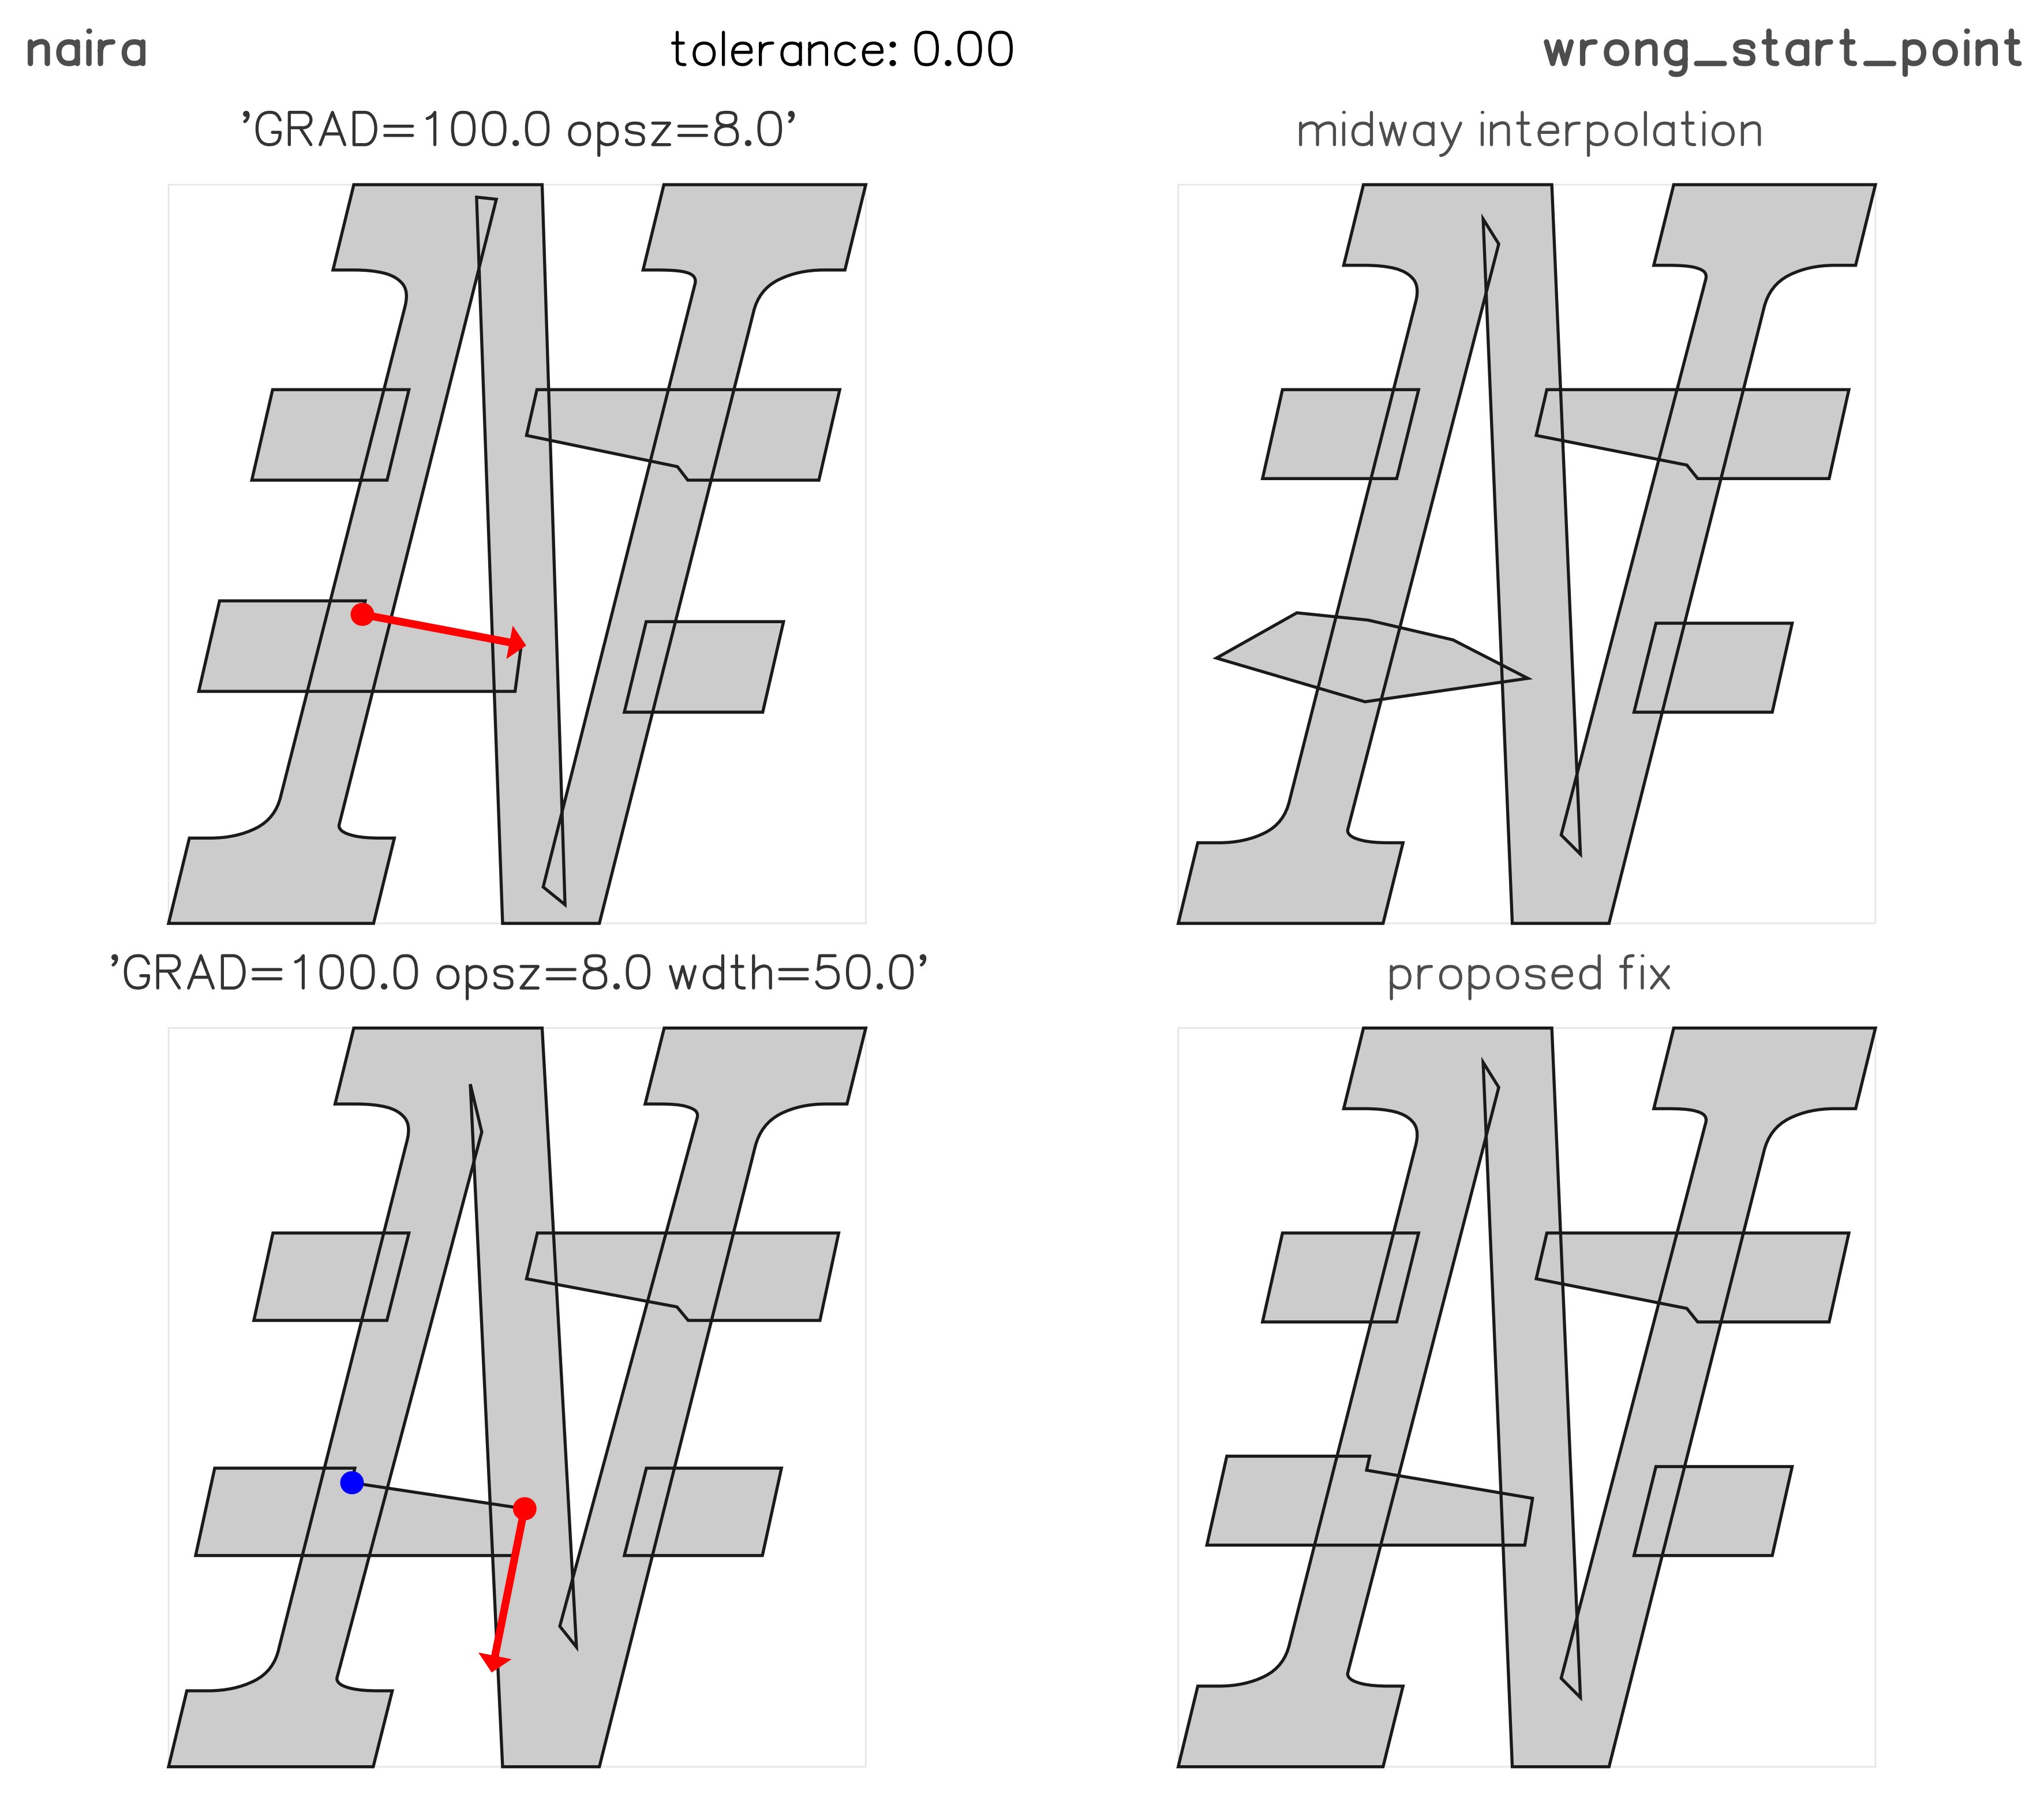 naira
tolerance: 0.00
wrong_start_point
'GRAD=100.0 opsz=8.0'
midway interpolation
'GRAD=100.0 opsz=8.0 wdth=50.0'
proposed fix